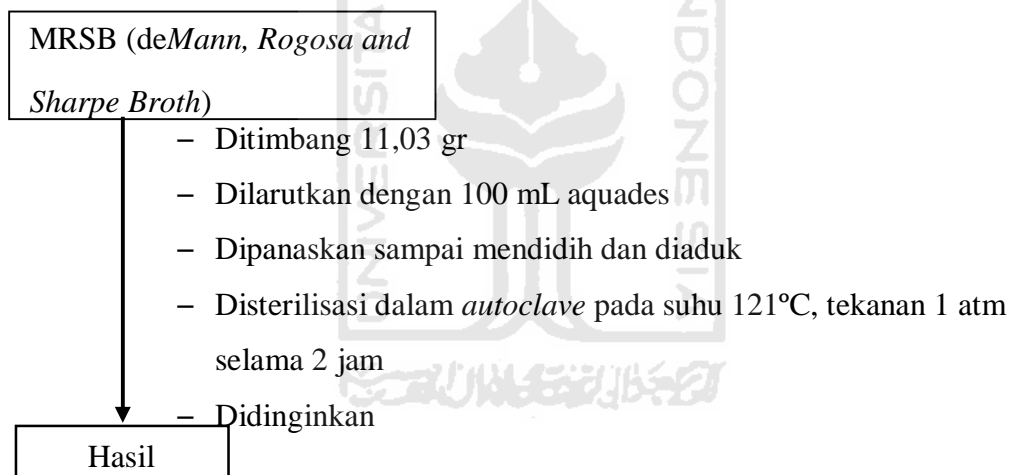 MRSB (deMann, Rogosa and
Sharpe Broth)
– Ditimbang 11,03 gr
– Dilarutkan dengan 100 mL aquades
– Dipanaskan sampai mendidih dan diaduk
– Disterilisasi dalam autoclave pada suhu 121ºC, tekanan 1 atm
selama 2 jam
– Didinginkan
Hasil